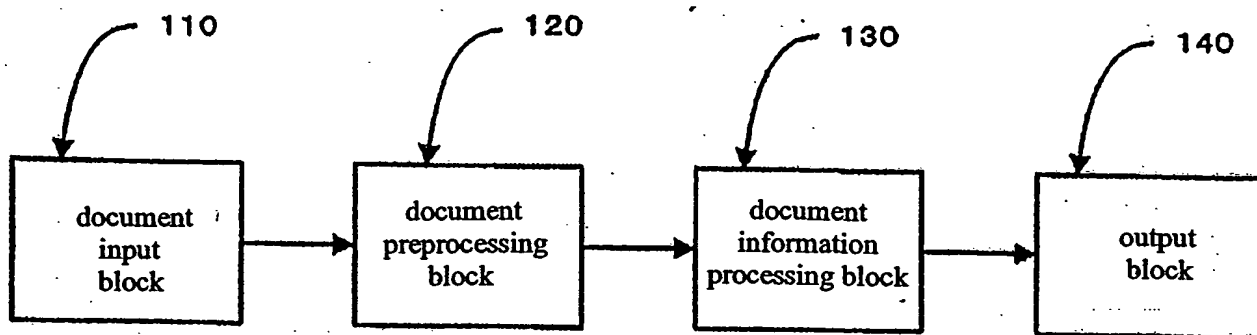 110
120
130
140
document
input
block
document
preprocessing
block
document
information
processing block
output
block